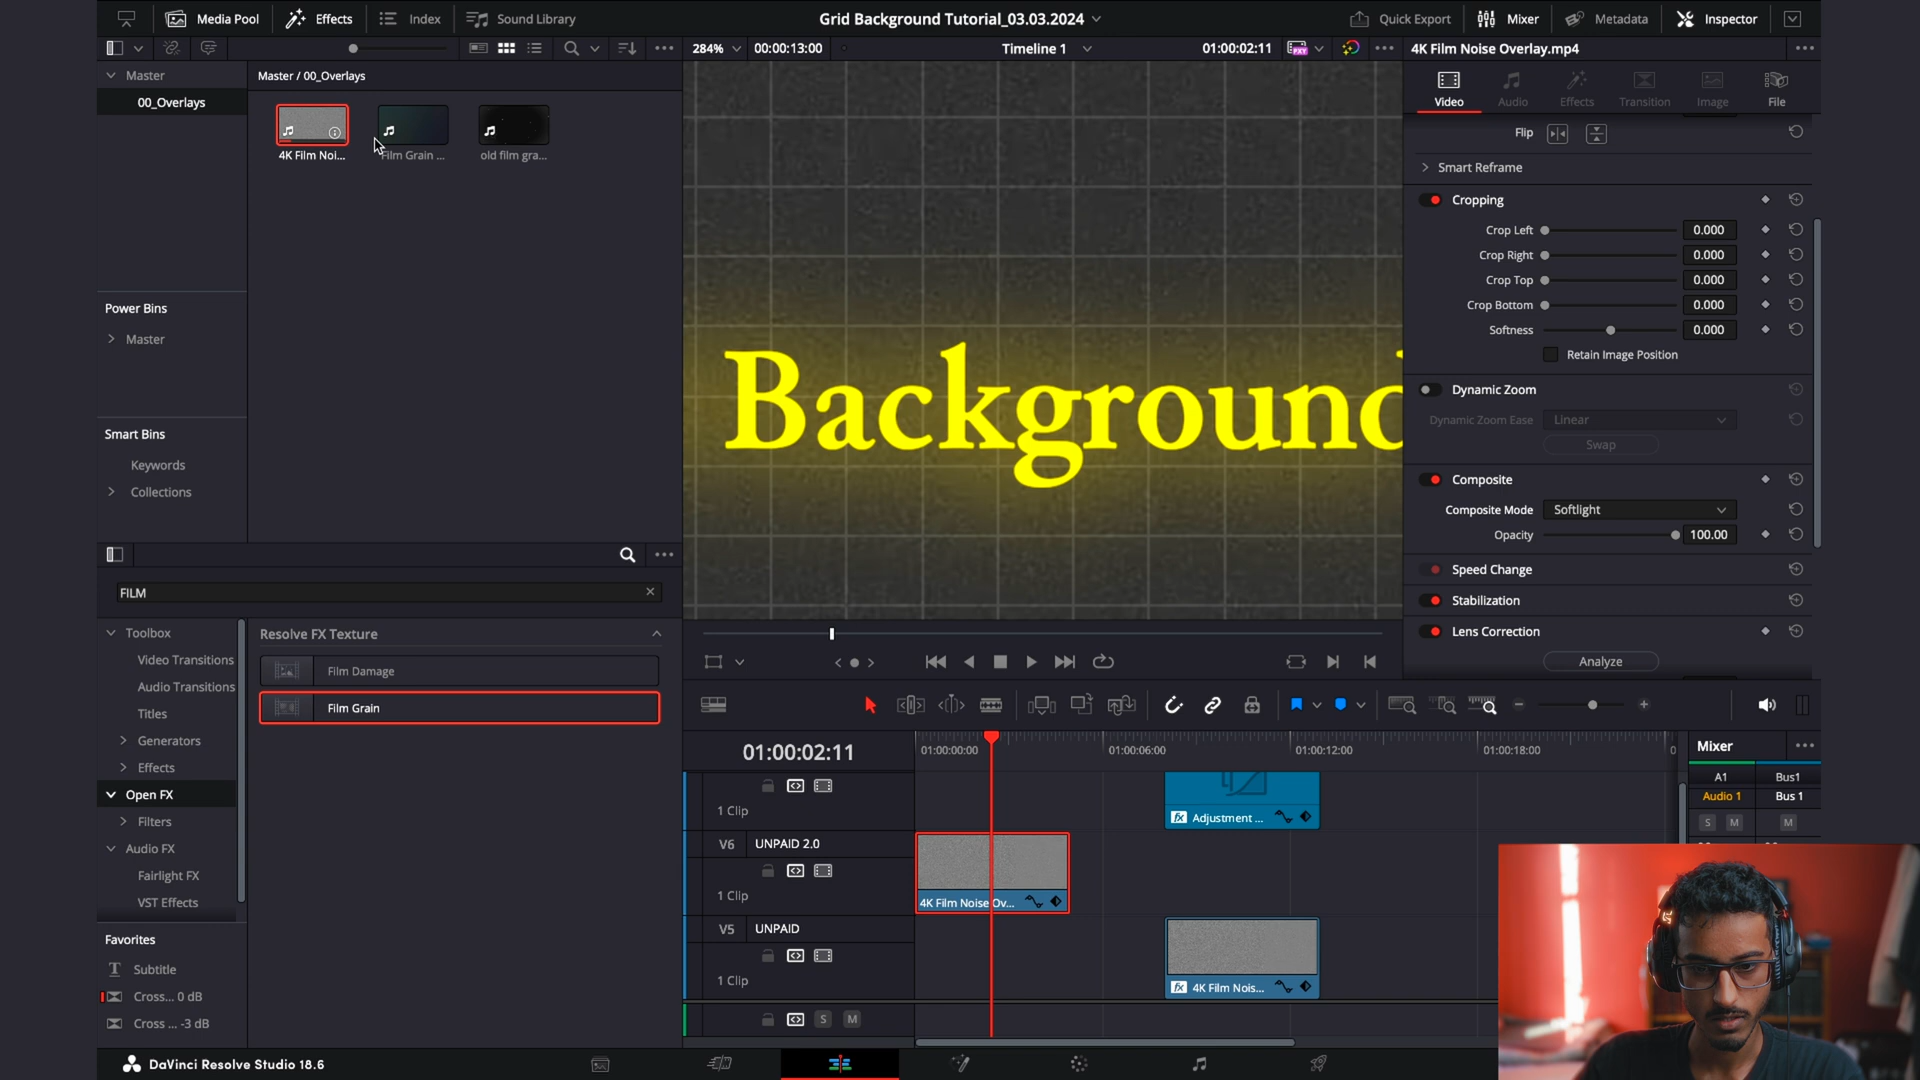 Media Pool
Effects
Index
Sound Library
Grid Background Tutorial_03.03.2024
Quick Export
Mixer
Metadata
Inspector
284%
00:00:13:00
Timeline 1
01:00:02:11
4K Film Noise Overlay.mp4
Master
Master / 00_Overlays
00_Overlays
4K Film Noi...
Film Grain ...
old film gra...
Video
Audio
Effects
Transition
Image
File
Flip
Smart Reframe
Cropping
Crop Left
0.000
Crop Right
0.000
Crop Top
0.000
Crop Bottom
0.000
Softness
0.000
Retain Image Position
Dynamic Zoom
Dynamic Zoom Ease
Linear
Swap
Composite
Composite Mode
Softlight
Opacity
100.00
Speed Change
Stabilization
Lens Correction
Analyze
Background
Power Bins
Master
Smart Bins
Keywords
Collections
FILM
Toolbox
Video Transitions
Audio Transitions
Titles
Generators
Effects
Open FX
Filters
Audio FX
Fairlight FX
VST Effects
Favorites
Subtitle
Cross... 0 dB
Cross ... -3 dB
Resolve FX Texture
Film Damage
Film Grain
01:00:02:11
01:00:00:00
01:00:06:00
01:00:12:00
01:00:18:00
1 Clip
Adjustment ...
V6
UNPAID 2.0
1 Clip
4K Film Noise Ov...
V5
UNPAID
1 Clip
4K Film Nois...
S
M
Mixer
A1
Bus1
Audio 1
Bus 1
S
M
M
DaVinci Resolve Studio 18.6